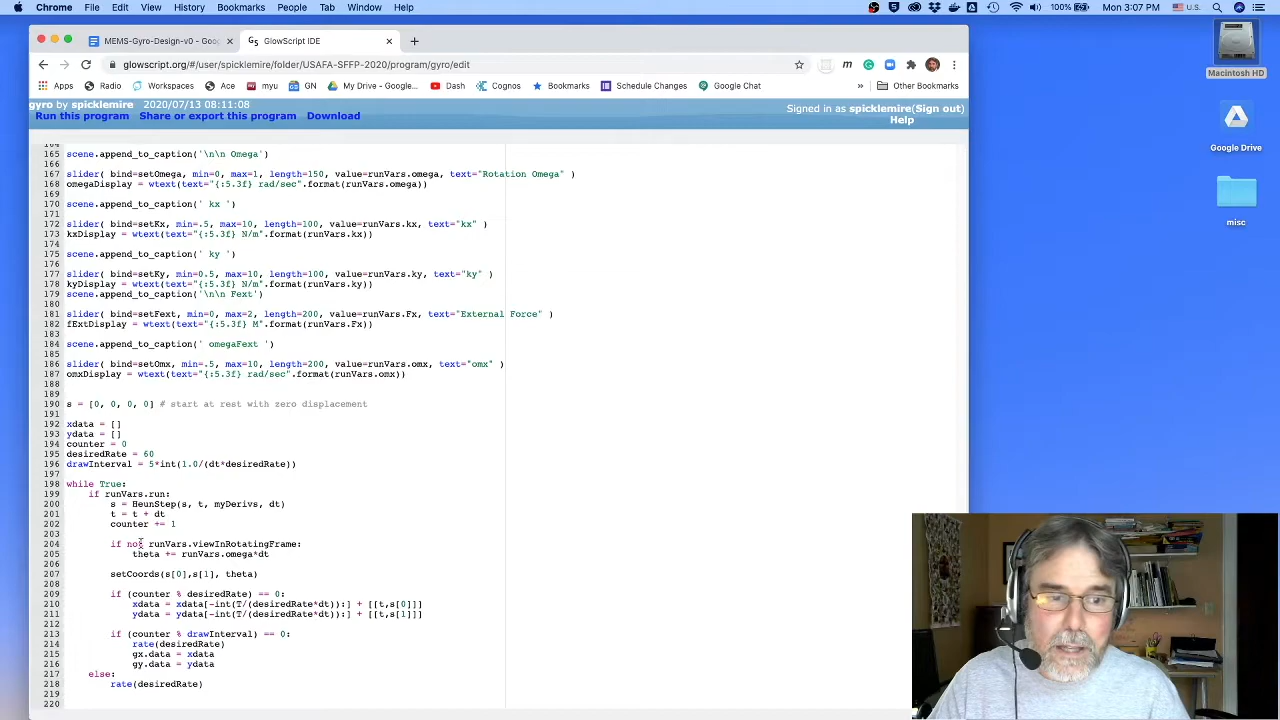 Chrome File Edit View History Bookmarks People Tab Window Help
100% U.S. Mon 3:07 PM
MEMS-Gyro-Design-v0 - Goo
GlowScript IDE
glowscript.org/#/user/spicklemire/folder/USAFA-SFFP-2020/program/gyro/edit
Apps Radio Workspaces Ace myu GN My Drive - Google... Dash Cognos Bookmarks Schedule Changes Google Chat » Other Bookmarks
gyro by spicklemire 2020/07/13 08:11:08
Signed in as spicklemire(Sign out)
Run this program Share or export this program Download
Help
164
165 scene.append_to_caption('\n\n Omega')
166
167 slider( bind=setOmega, min=0, max=1, length=150, value=runVars.omega, text="Rotation Omega" )
168 omegaDisplay = wtext(text="{:5.3f} rad/sec".format(runVars.omega))
169
170 scene.append_to_caption(' kx ')
171
172 slider( bind=setKx, min=.5, max=10, length=100, value=runVars.kx, text="kx" )
173 kxDisplay = wtext(text="{:5.3f} N/m".format(runVars.kx))
174
175 scene.append_to_caption(' ky ')
176
177 slider( bind=setKy, min=0.5, max=10, length=100, value=runVars.ky, text="ky" )
178 kyDisplay = wtext(text="{:5.3f} N/m".format(runVars.ky))
179 scene.append_to_caption('\n\n Fext')
180
181 slider( bind=setFext, min=0, max=2, length=200, value=runVars.Fx, text="External Force" )
182 fExtDisplay = wtext(text="{:5.3f} M".format(runVars.Fx))
183
184 scene.append_to_caption(' omegaFext ')
185
186 slider( bind=setOmx, min=.5, max=10, length=200, value=runVars.omx, text="omx" )
187 omxDisplay = wtext(text="{:5.3f} rad/sec".format(runVars.omx))
188
189
190 s = [0, 0, 0, 0] # start at rest with zero displacement
191
192 xdata = []
193 ydata = []
194 counter = 0
195 desiredRate = 60
196 drawInterval = 5*int(1.0/(dt*desiredRate))
197
198 while True:
199 if runVars.run:
200 s = HeunStep(s, t, myDerivs, dt)
201 t = t + dt
202 counter += 1
203
204 if not runVars.viewInRotatingFrame:
205 theta += runVars.omega*dt
206
207 setCoords(s[0],s[1], theta)
208
209 if (counter % desiredRate) == 0:
210 xdata = xdata[-int(T/(desiredRate*dt)):] + [[t,s[0]]]
211 ydata = ydata[-int(T/(desiredRate*dt)):] + [[t,s[1]]]
212
213 if (counter % drawInterval) == 0:
214 rate(desiredRate)
215 gx.data = xdata
216 gy.data = ydata
217 else:
218 rate(desiredRate)
219
220
Macintosh HD
Google Drive
misc